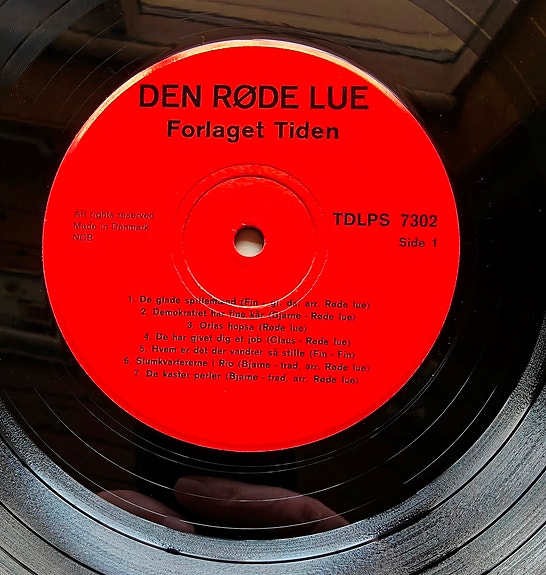 DEN RØDE LUE
Forlaget Tiden
All rights reserved
Made in Denmark
NCB
TDLPS 7302
Side 1
1. De glade spillemænd (Fin - gl. da. arr. Røde lue)
2. Demokratiet har fine kår (Bjarne - Røde lue)
3. Orlas hopsa (Røde lue)
4. De har givet dig et job (Claus - Røde lue)
5. Hvem er det der vandrer så stille (Fin - Fin)
6. Slumkvartererne i Rio (Bjarne - trad. arr. Røde lue)
7. De kaster perler (Bjarne - trad. arr. Røde lue)